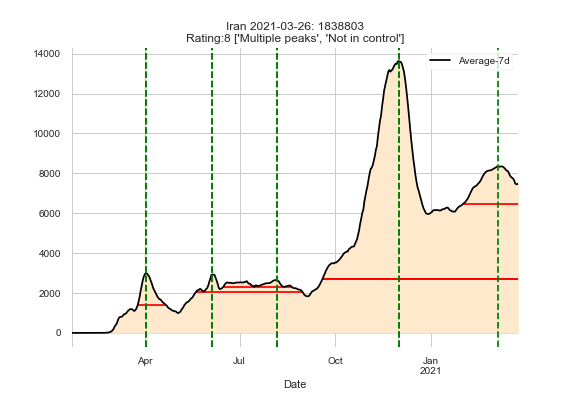 Iran 2021-03-26: 1838803
Rating:8 ['Multiple peaks', 'Not in control']
Average-7d
14000
12000
10000
8000
6000
4000
2000
0
Apr
Jul
Oct
Jan
2021
Date